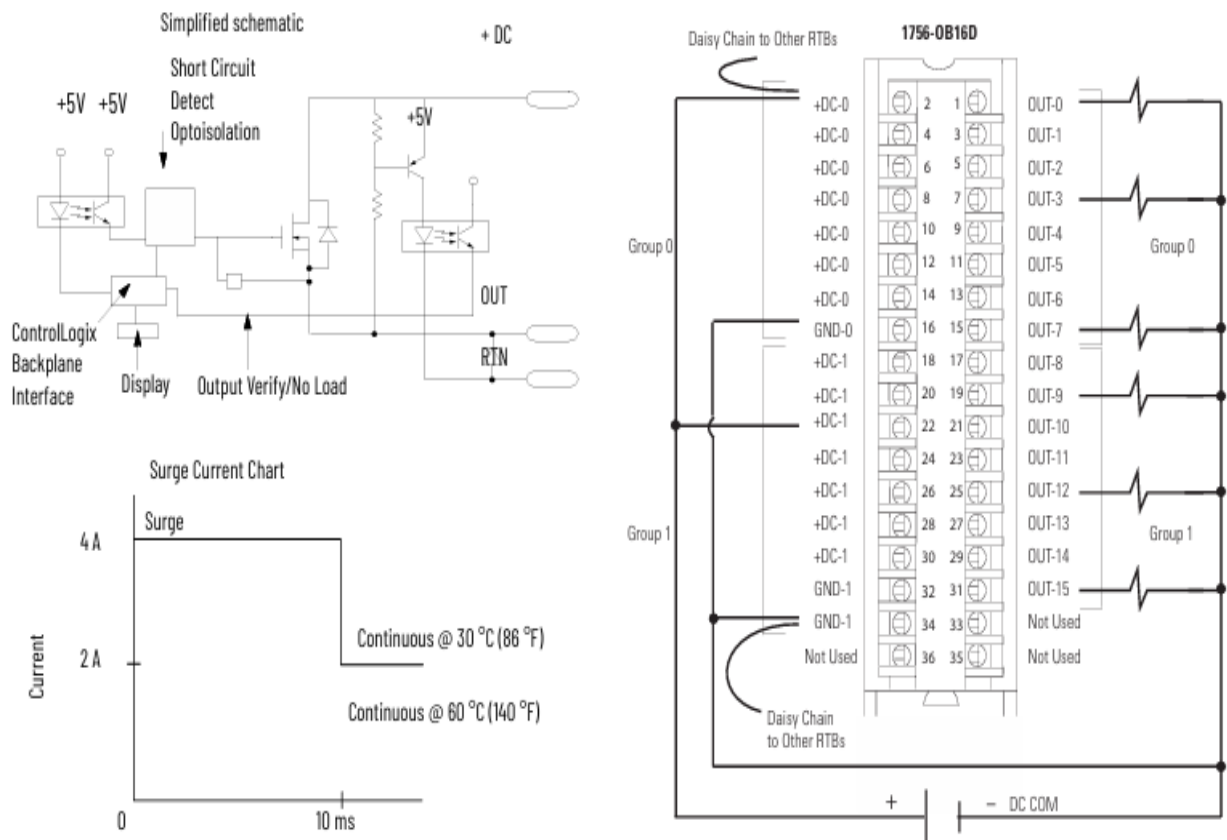 Simplified schematic
+ DC
Short Circuit
Detect
Optoisolation
+5V +5V
+5V
OUT
RTN
ControlLogix
Backplane
Interface
Display
Output Verify/No Load
Surge Current Chart
Surge
4 A
Continuous @ 30 °C (86 °F)
2 A
Continuous @ 60 °C (140 °F)
Current
0
10 ms
1756-OB16D
Daisy Chain to Other RTBs
+DC-0 2 1 OUT-0
+DC-0 4 3 OUT-1
+DC-0 6 5 OUT-2
+DC-0 8 7 OUT-3
+DC-0 10 9 OUT-4
Group 0
Group 0
+DC-0 12 11 OUT-5
+DC-0 14 13 OUT-6
GND-0 16 15 OUT-7
+DC-1 18 17 OUT-8
+DC-1 20 19 OUT-9
+DC-1 22 21 OUT-10
+DC-1 24 23 OUT-11
+DC-1 26 25 OUT-12
+DC-1 28 27 OUT-13
Group 1
Group 1
+DC-1 30 29 OUT-14
GND-1 32 31 OUT-15
GND-1 34 33 Not Used
Not Used 36 35 Not Used
Daisy Chain
to Other RTBs
+ – DC COM